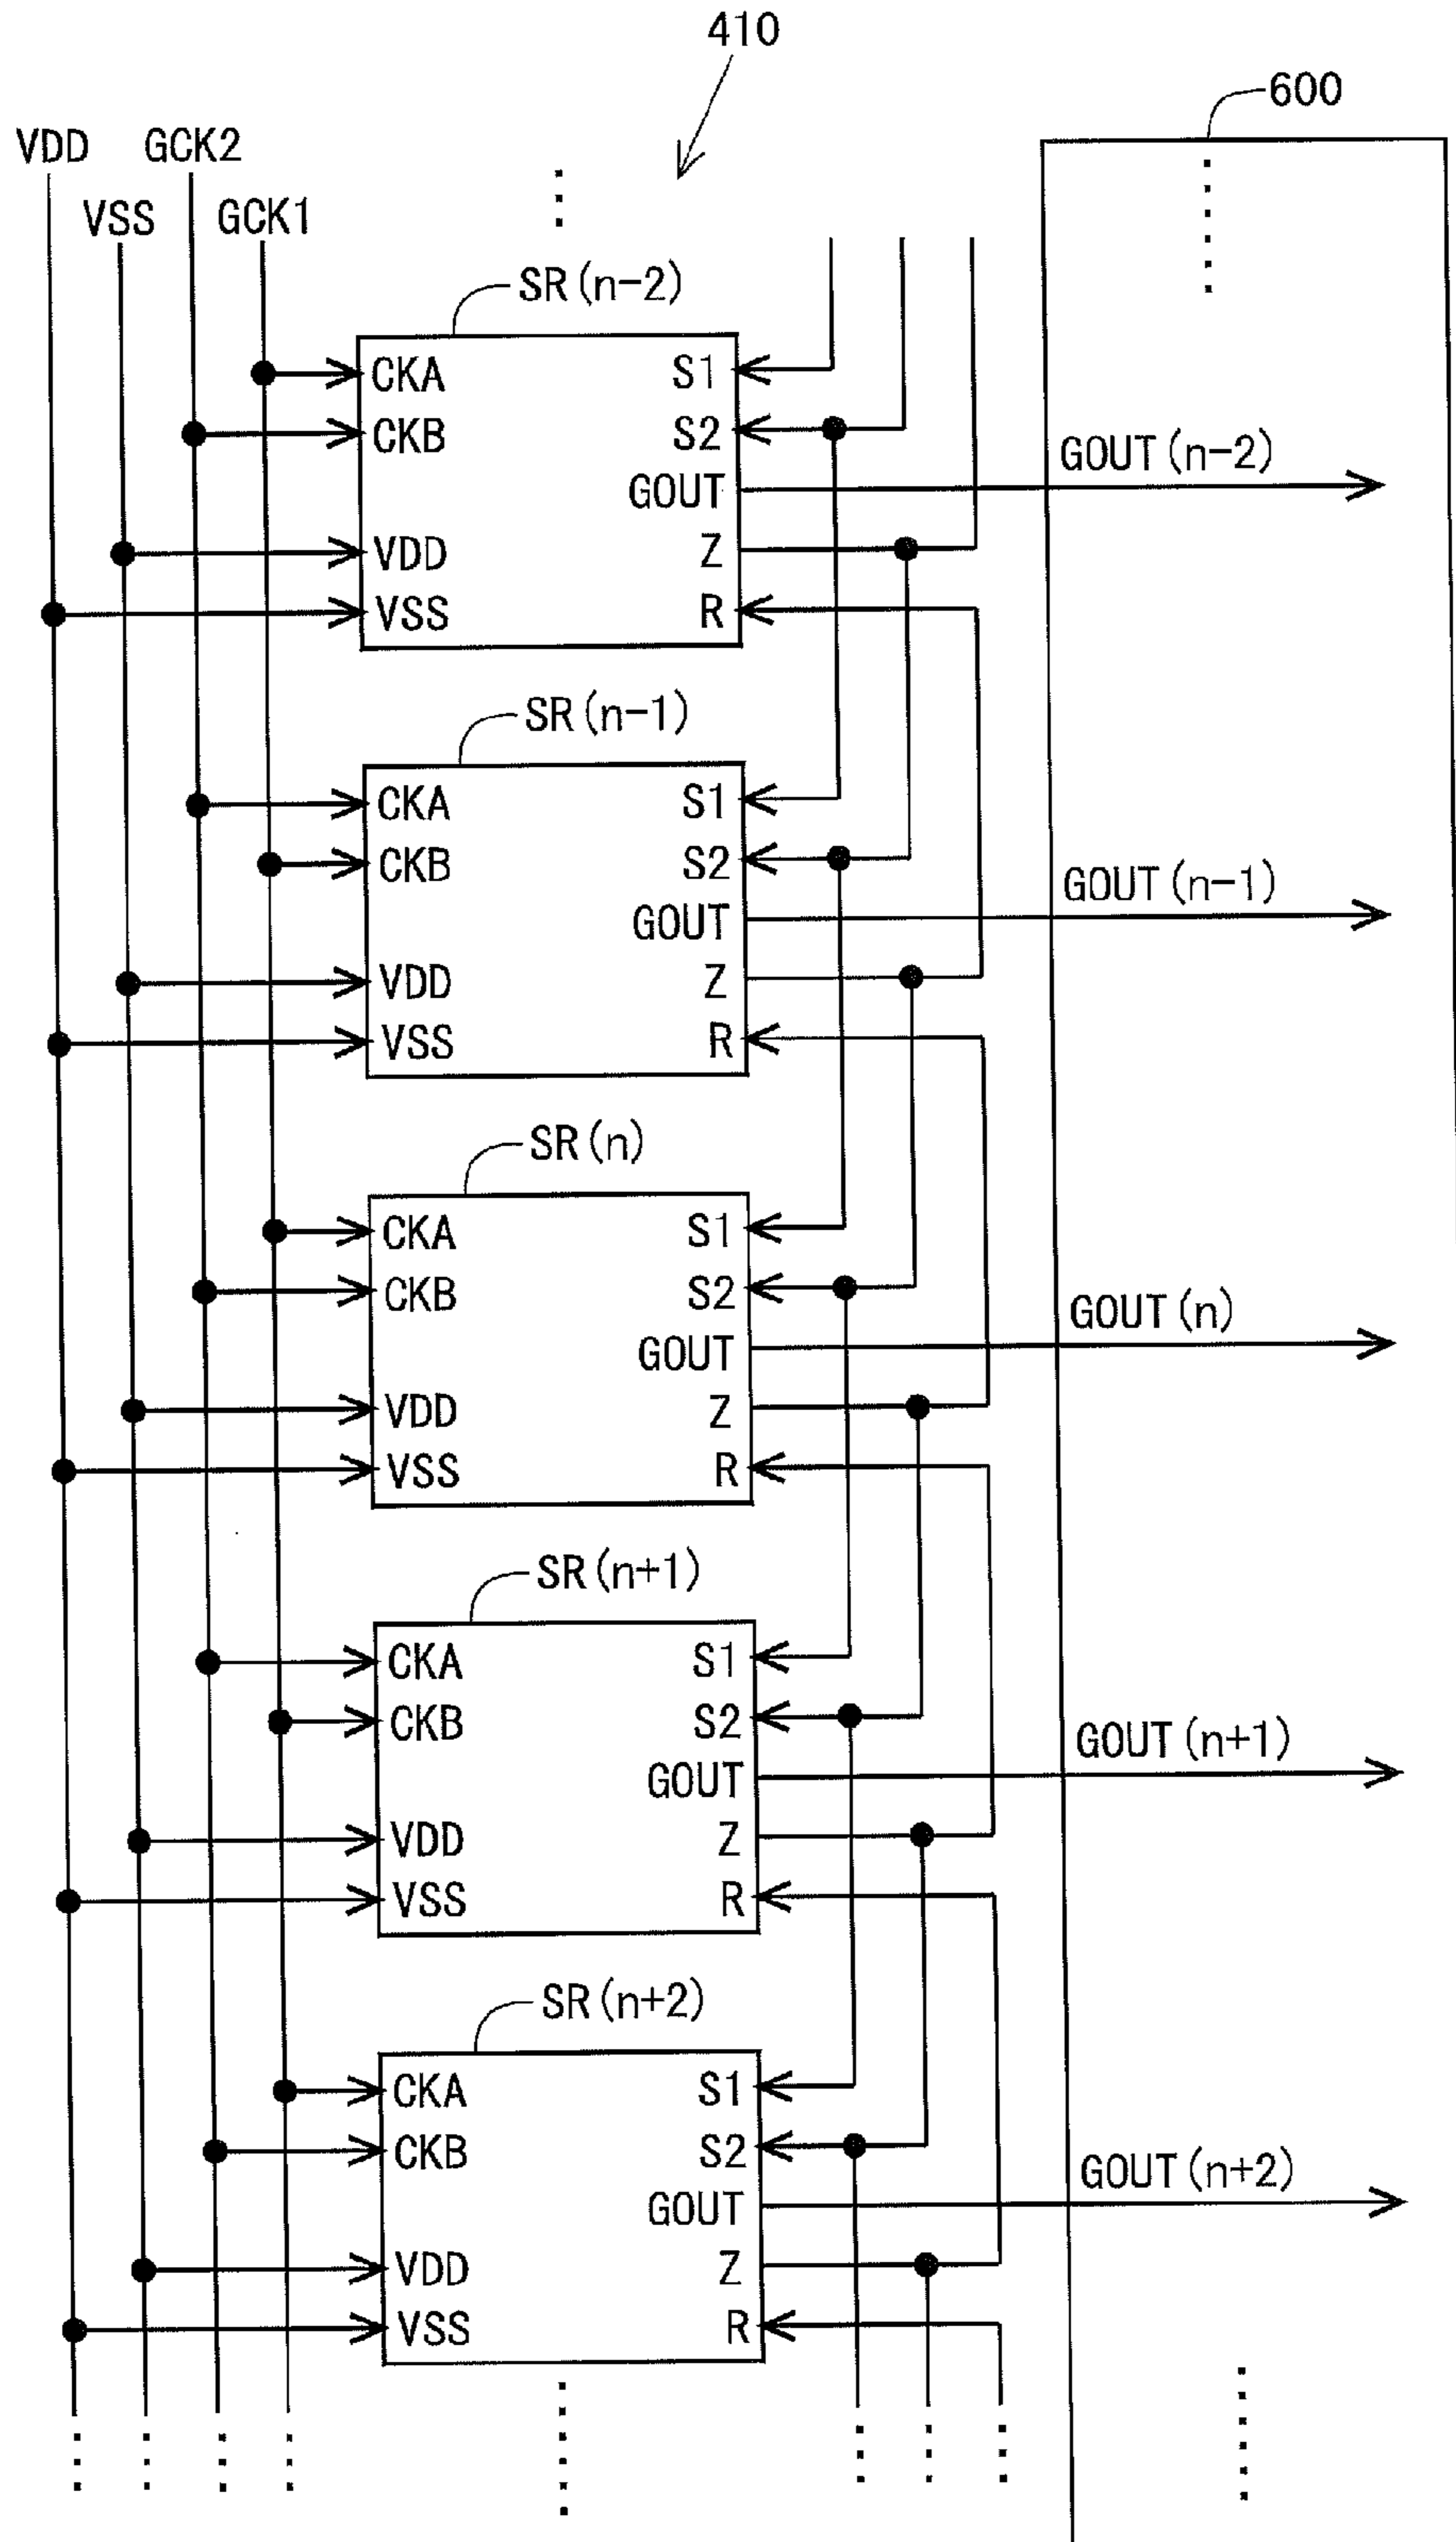 410
600
VDD
GCK2
VSS
GCK1
SR(n-2)
CKA
S1
CKB
S2
GOUT
GOUT(n-2)
VDD
Z
VSS
R
SR(n-1)
CKA
S1
CKB
S2
GOUT
GOUT(n-1)
VDD
Z
VSS
R
SR(n)
CKA
S1
CKB
S2
GOUT
GOUT(n)
VDD
Z
VSS
R
SR(n+1)
CKA
S1
CKB
S2
GOUT
GOUT(n+1)
VDD
Z
VSS
R
SR(n+2)
CKA
S1
CKB
S2
GOUT
GOUT(n+2)
VDD
Z
VSS
R